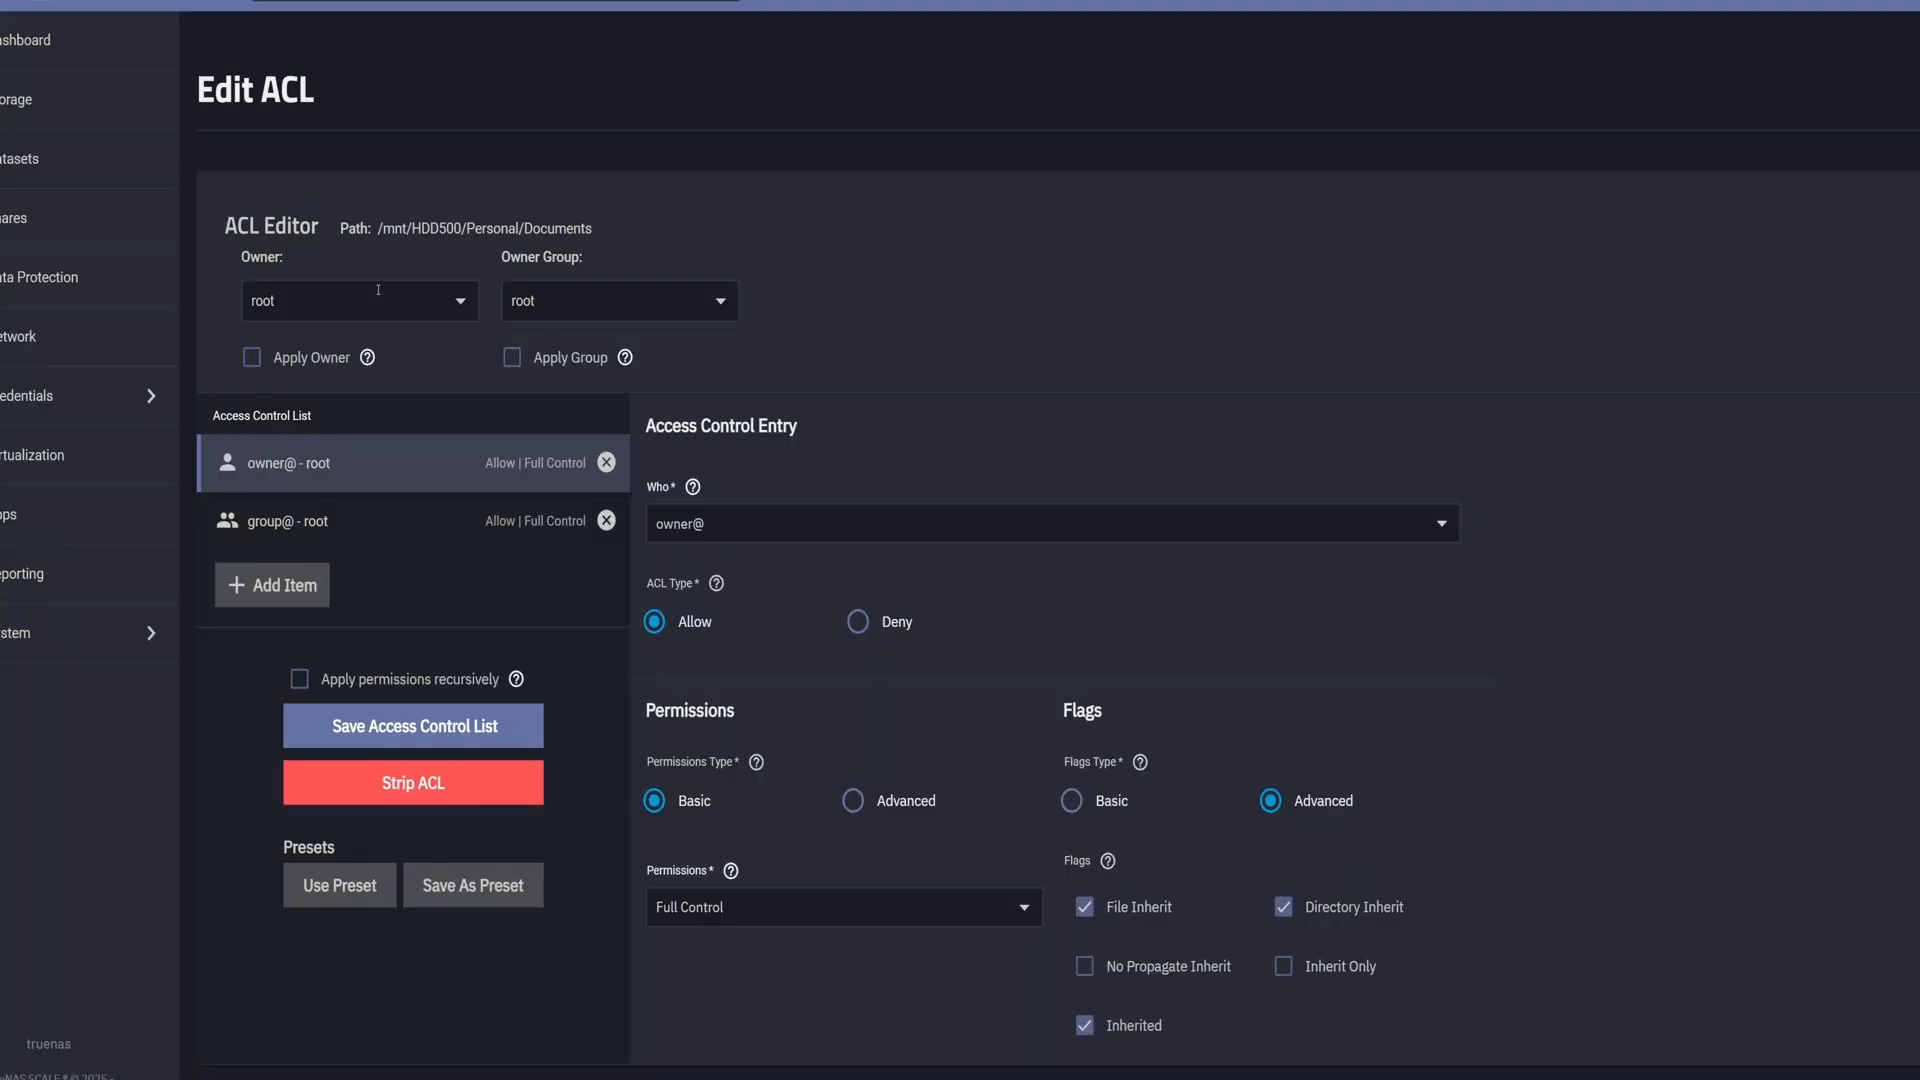 ashboard
orage
Edit ACL
atasets
ares
ACL Editor Path: /mnt/HDD500/Personal/Documents
Owner: Owner Group:
ata Protection
root root
etwork
Apply Owner Apply Group
edentials
Access Control List
Access Control Entry
rtualization
owner@ - root Allow | Full Control
Who *
ops
group@ - root Allow | Full Control
owner@
eporting
+ Add Item
ACL Type *
Allow Deny
stem
Apply permissions recursively
Save Access Control List
Permissions Flags
Permissions Type * Flags Type *
Strip ACL
Basic Advanced Basic Advanced
Presets
Permissions * Flags
Use Preset Save As Preset
Full Control File Inherit Directory Inherit
No Propagate Inherit Inherit Only
Inherited
truenas